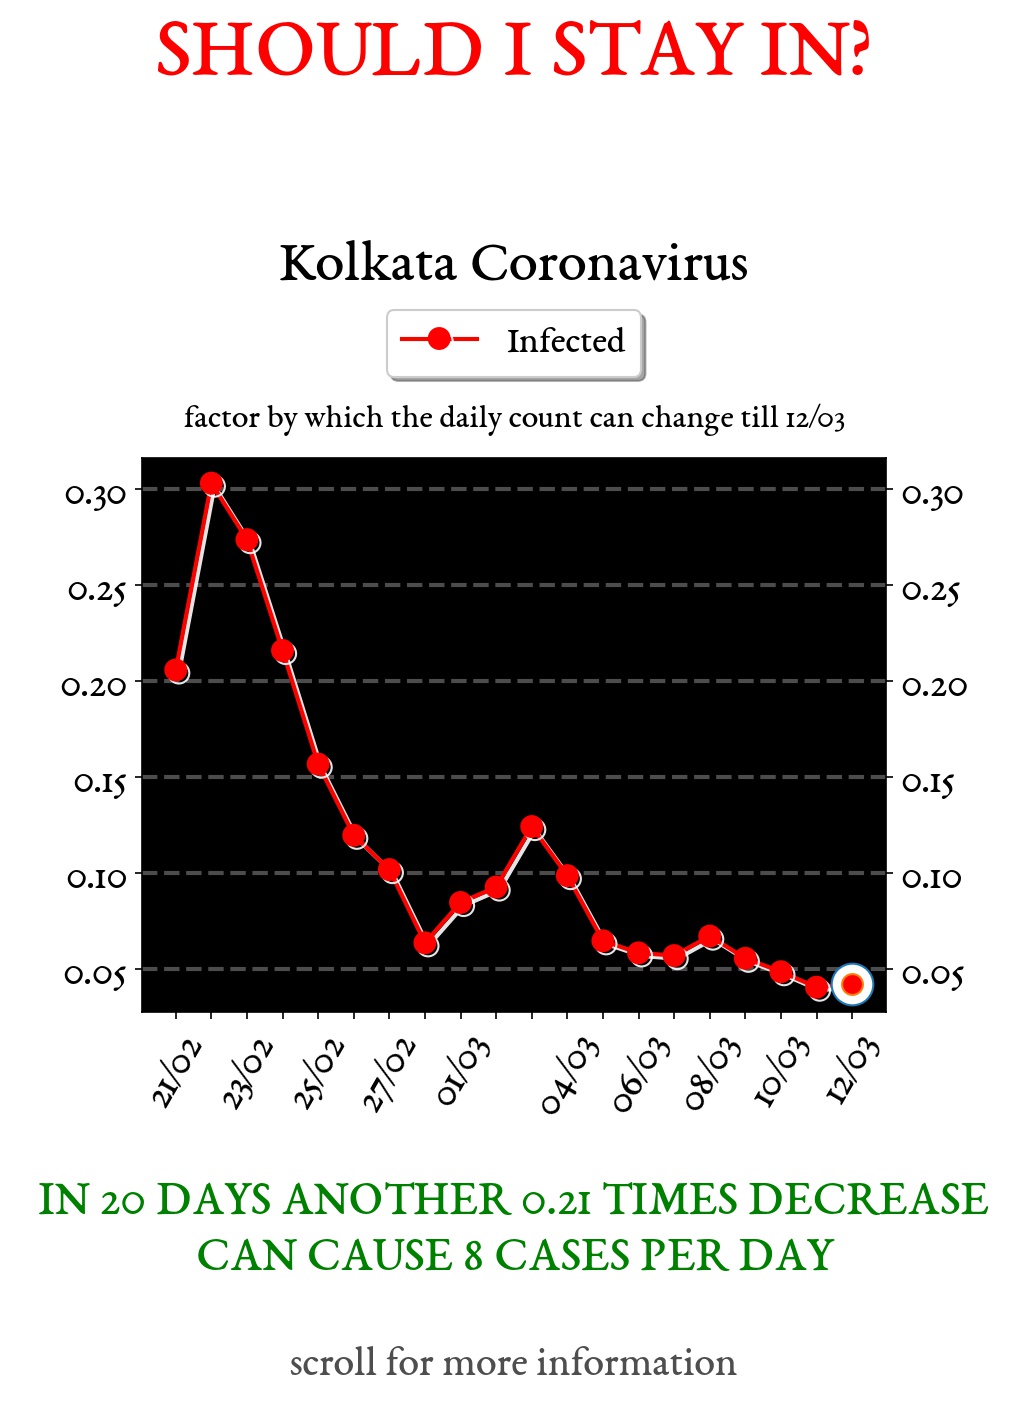 SHOULD I STAY IN?
Kolkata Coronavirus
Infected
factor by which the daily count can change till 12/03
0.30 0.30
0.25 0.25
0.20 0.20
0.15 0.15
0.10 0.10
0.05 0.05
21/02 23/02 25/02 27/02 01/03 04/03 06/03 08/03 10/03 12/03
IN 20 DAYS ANOTHER 0.21 TIMES DECREASE
CAN CAUSE 8 CASES PER DAY
scroll for more information